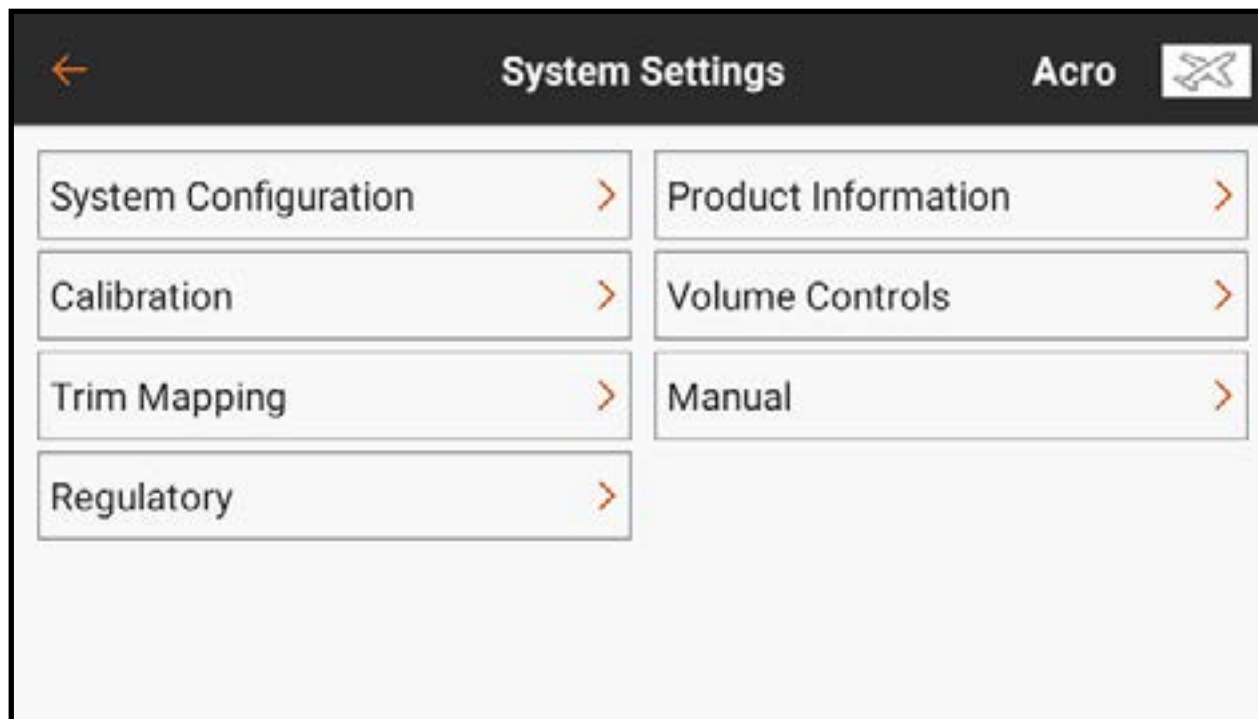 System Settings Acro
System Configuration
Product Information
Calibration
Volume Controls
Trim Mapping
Manual
Regulatory